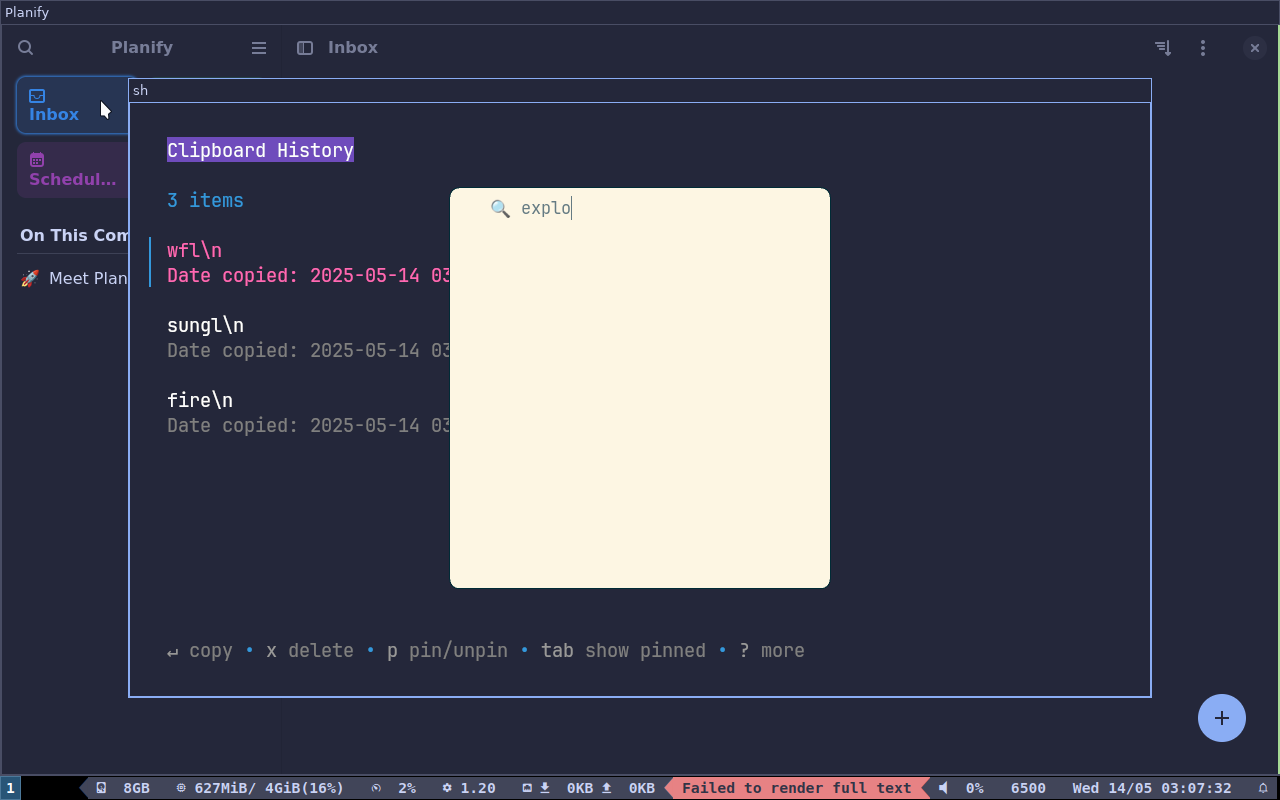 Planify
Planify
Inbox
Inbox
Schedul...
On This Com
🚀 Meet Plan
sh
Clipboard History
3 items
wfl\n
Date copied: 2025-05-14 03
sungl\n
Date copied: 2025-05-14 03
fire\n
Date copied: 2025-05-14 03
🔍 explo
↵ copy • x delete • p pin/unpin • tab show pinned • ? more
+
1 8GB 627MiB/ 4GiB(16%) 2% 1.20 0KB 0KB Failed to render full text 0% 6500 Wed 14/05 03:07:32